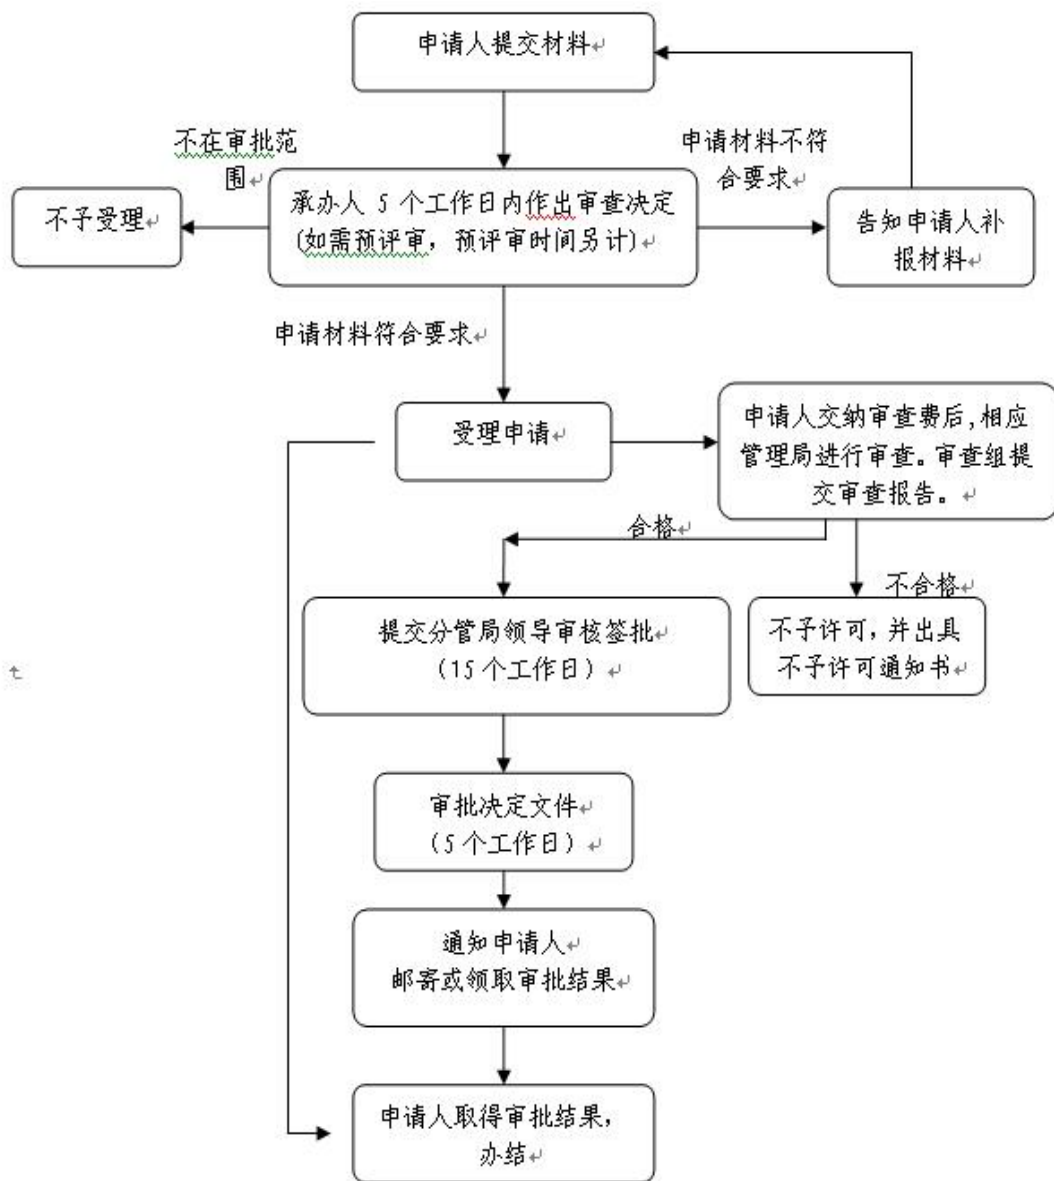 申请人提交材料
不在审批范
围
申请材料不符
合要求
不予受理
承办人 5 个工作日内作出审查决定
(如需预评审，预评审时间另计)
告知申请人补
报材料
申请材料符合要求
受理申请
申请人交纳审查费后,相应
管理局进行审查。审查组提
交审查报告。
合格
不合格
提交分管局领导审核签批
（15 个工作日）
不予许可，并出具
不予许可通知书
审批决定文件
（5 个工作日）
通知申请人
邮寄或领取审批结果
申请人取得审批结果，
办结